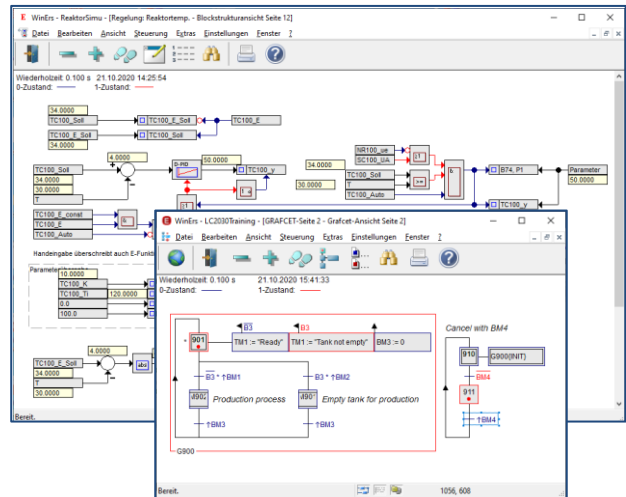 WinErs - ReaktorSimu - [Regelung: Reaktortemp. - Blockstrukturansicht Seite 12]
Datei Bearbeiten Ansicht Steuerung Extras Einstellungen Fenster ?
Wiederholzeit 0.100 s 21.10.2020 14:25:54
0-Zustand: 1-Zustand:
34.0000
TC100_Soll TC100_E_Soll TC100_E
34.0000
TC100_E_Soll TC100_Soll
4.0000 50.0000
TC100_Soll D-PID TC100_y
34.0000
30.0000
T
NR100_ue
SC100_UA
34.0000
TC100_Soll
30.0000 T
TC100_Auto
& B74, P1 Parameter
50.0000
TC100_y
TC100_E_const
TC100_E
TC100_Auto
Handeingabe überschreibt auch E-Funkti
10.0000
TC100_K
TC100_Ti 120.0000
0.0
100.0
4.0000
TC100_E_Soll abs
34.0000
T
30.0000
Bereit.
WinErs - LC2030Training - [GRAFCET-Seite 2 - Grafcet-Ansicht Seite 2]
Datei Bearbeiten Ansicht Steuerung Extras Einstellungen Fenster ?
Wiederholzeit 0.100 s 21.10.2020 15:41:33
0-Zustand: 1-Zustand:
B3 B3
901 TM1 := "Ready" TM1 := "Tank not empty" BM3 := 0
B3 * ↑BM1 B3 * ↑BM2
Production process Empty tank for production
↑BM3 ↑BM3
G900
Cancel with BM4
910 G900{INIT}
BM4
911
↑BM4
Bereit. 1056, 608